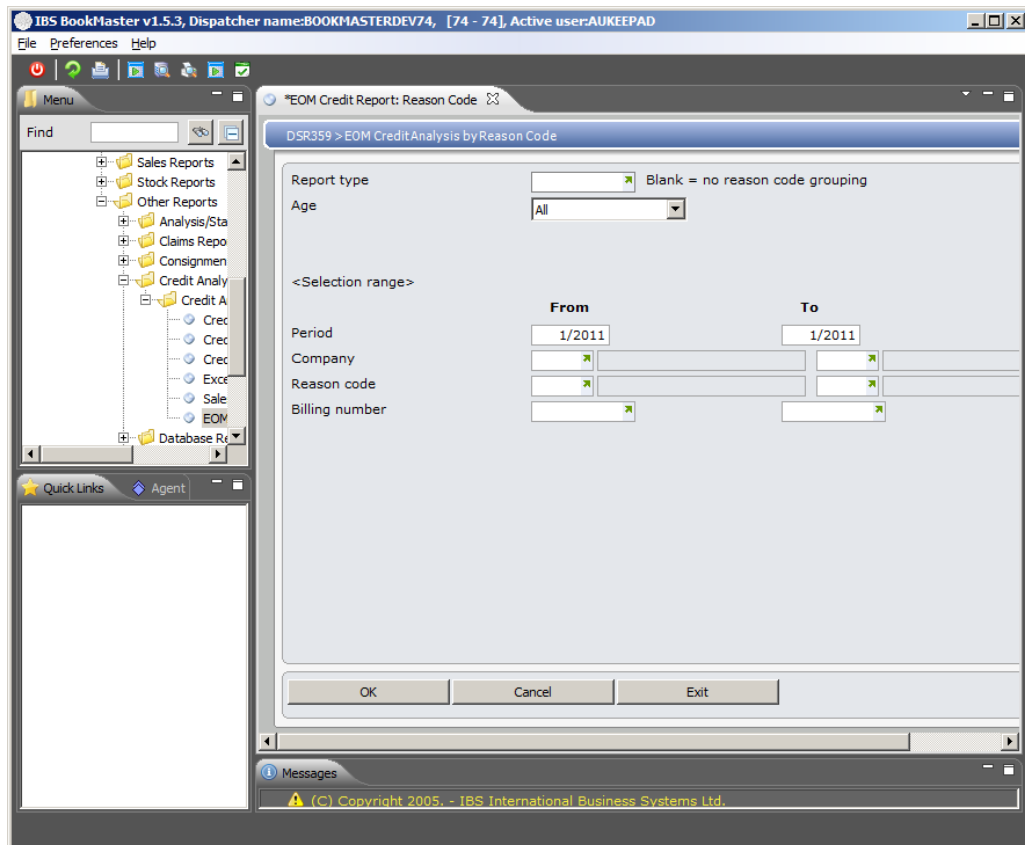 IBS BookMaster v1.5.3, Dispatcher name:BOOKMASTERDEV74, [74 - 74], Active user:AUKEEPAD
File Preferences Help
Menu
Find
Sales Reports
Stock Reports
Other Reports
Analysis/Sta
Claims Repo
Consignmen
Credit Analy
Credit A
Cred
Cred
Cred
Exce
Sale
EOM
Database Re
Quick Links Agent
*EOM Credit Report: Reason Code
DSR359 > EOM Credit Analysis by Reason Code
Report type Blank = no reason code grouping
Age All
<Selection range>
From To
Period 1/2011 1/2011
Company
Reason code
Billing number
OK Cancel Exit
Messages
(C) Copyright 2005. - IBS International Business Systems Ltd.